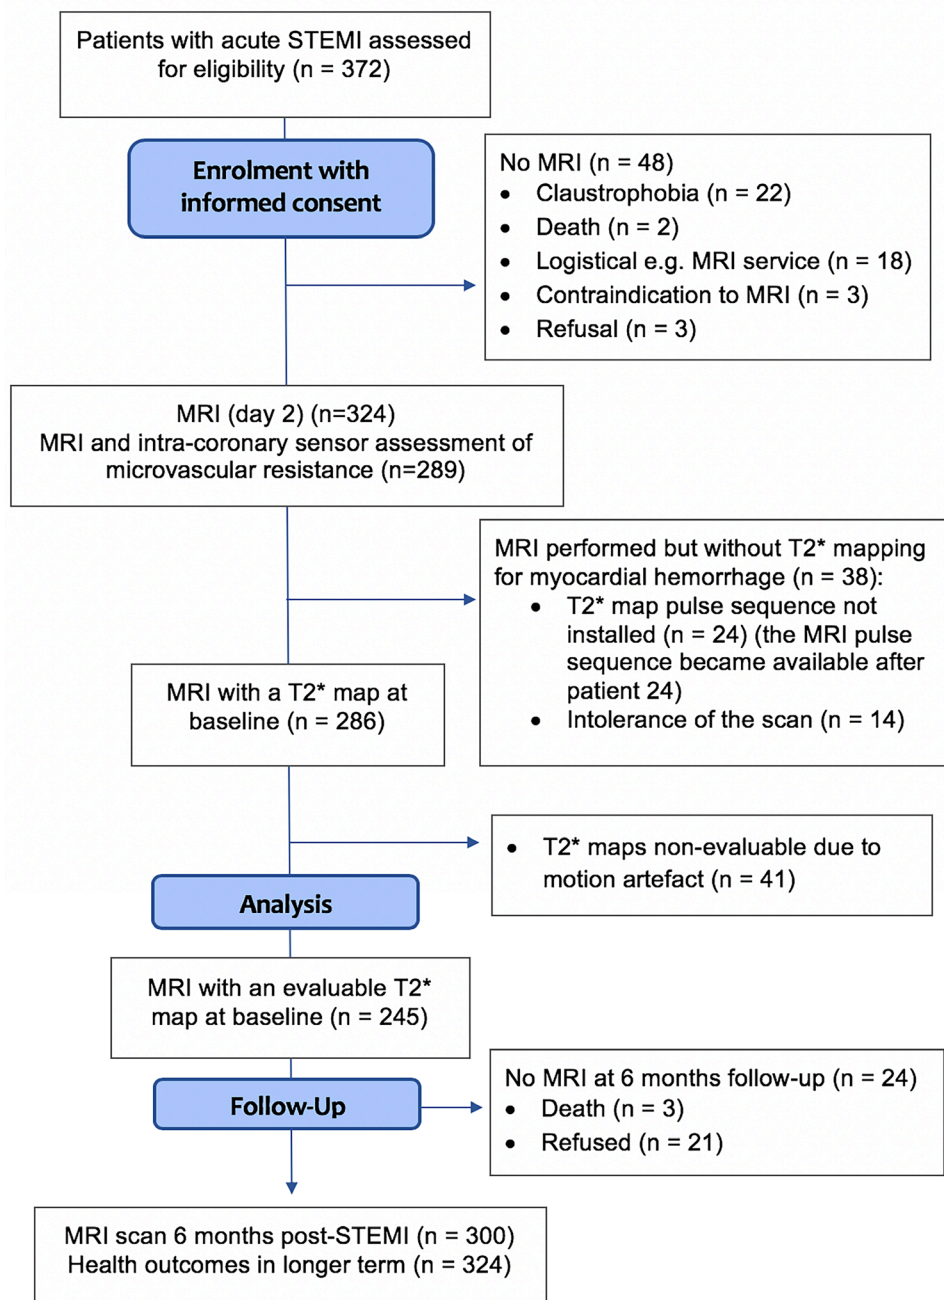 Patients with acute STEMI assessed
for eligibility (n = 372)
Enrolment with
informed consent
No MRI (n = 48)
• Claustrophobia (n = 22)
• Death (n = 2)
• Logistical e.g. MRI service (n = 18)
• Contraindication to MRI (n = 3)
• Refusal (n = 3)
MRI (day 2) (n=324)
MRI and intra-coronary sensor assessment of
microvascular resistance (n=289)
MRI performed but without T2* mapping
for myocardial hemorrhage (n = 38):
• T2* map pulse sequence not
installed (n = 24) (the MRI pulse
sequence became available after
patient 24)
• Intolerance of the scan (n = 14)
MRI with a T2* map at
baseline (n = 286)
• T2* maps non-evaluable due to
motion artefact (n = 41)
Analysis
MRI with an evaluable T2*
map at baseline (n = 245)
No MRI at 6 months follow-up (n = 24)
• Death (n = 3)
• Refused (n = 21)
Follow-Up
MRI scan 6 months post-STEMI (n = 300)
Health outcomes in longer term (n = 324)